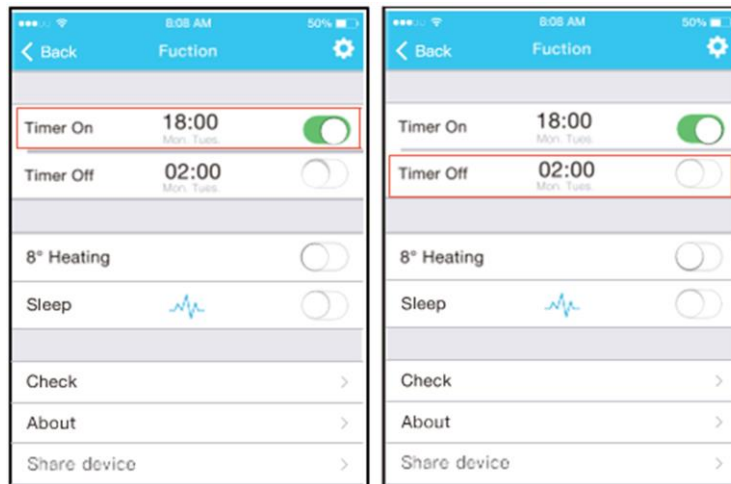 8:08 AM 50%
Back Fuction
Timer On 18:00
Mon. Tues.
Timer Off 02:00
Mon. Tues.
8° Heating
Sleep
Check
About
Share device
8:08 AM 50%
Back Fuction
Timer On 18:00
Mon. Tues.
Timer Off 02:00
Mon. Tues.
8° Heating
Sleep
Check
About
Share device